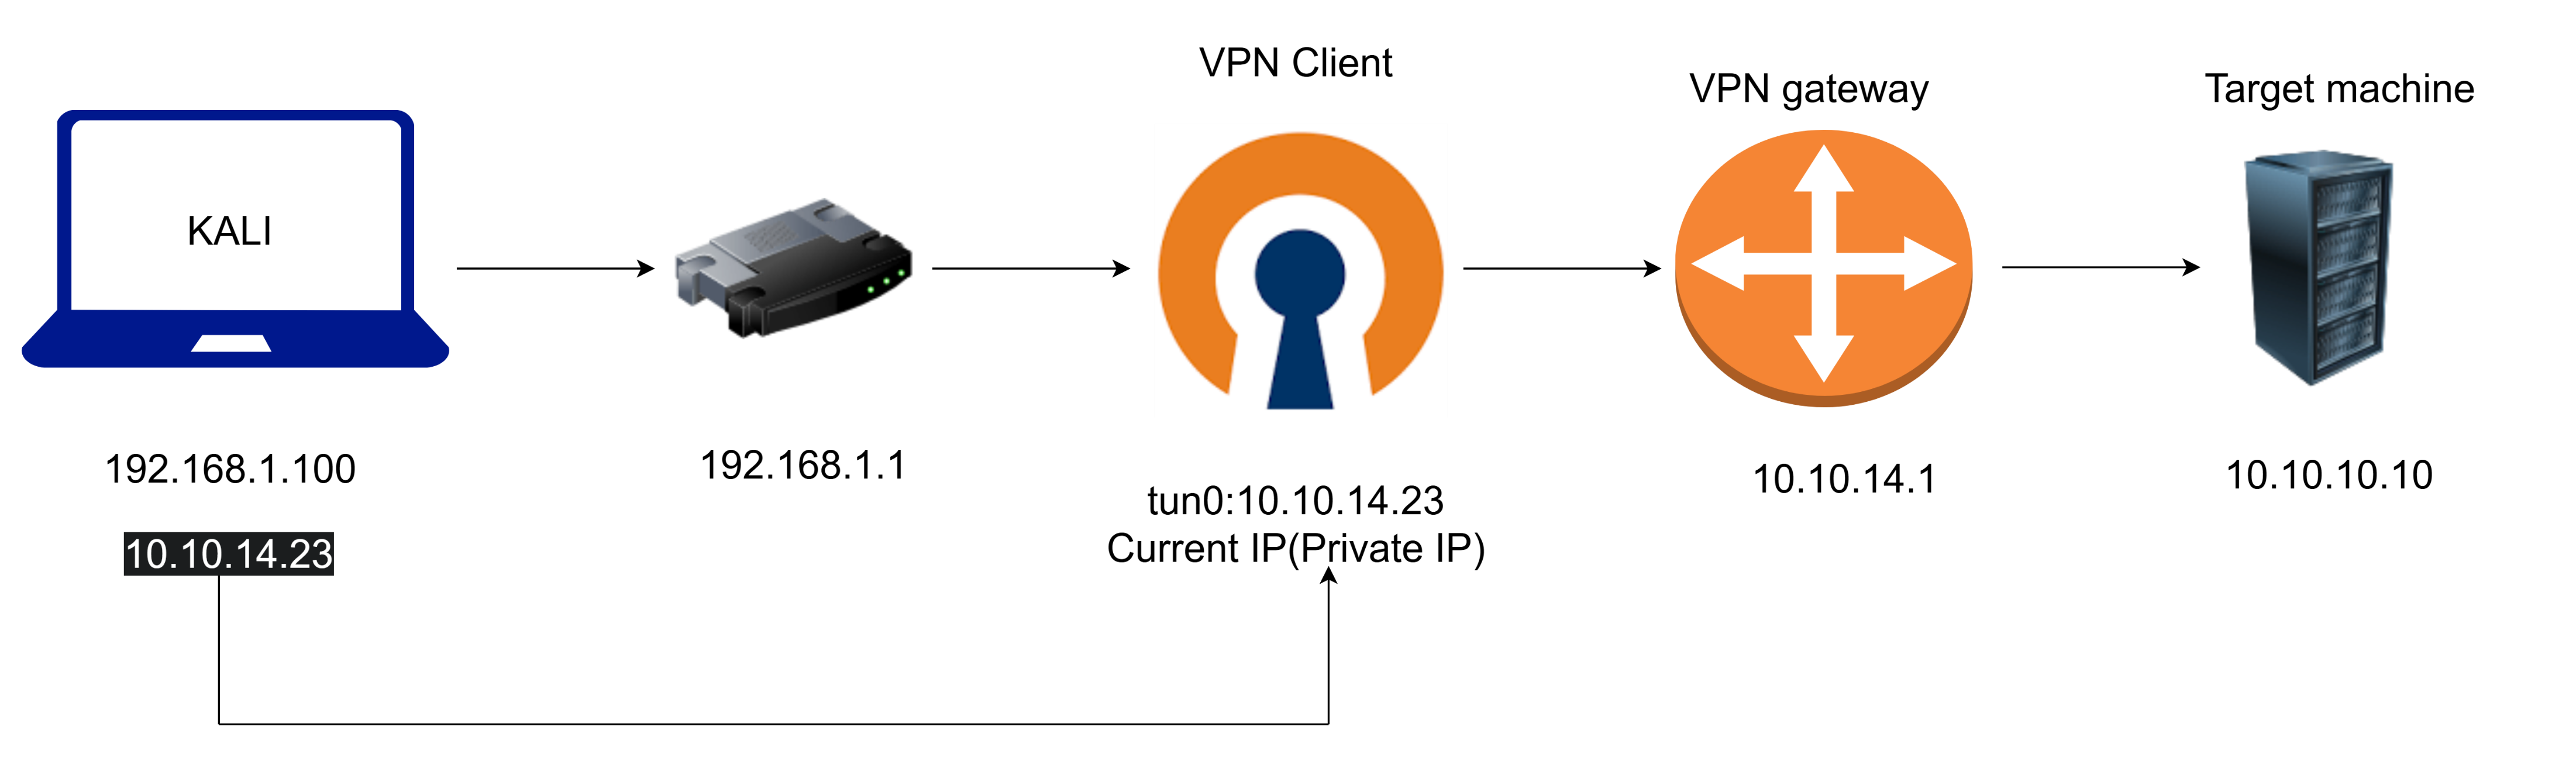 VPN Client
VPN gateway
Target machine
KALI
192.168.1.100
192.168.1.1
tun0:10.10.14.23
Current IP(Private IP)
10.10.14.1
10.10.10.10
10.10.14.23